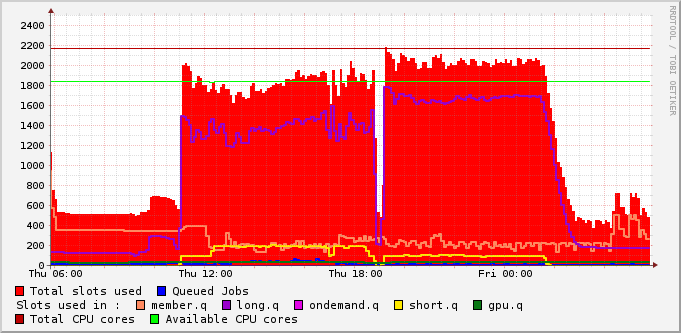 RRDTOOL / TOBI OETIKER
2400
2200
2000
1800
1600
1400
1200
1000
800
600
400
200
0
Thu 06:00 Thu 12:00 Thu 18:00 Fri 00:00
Total slots used Queued Jobs
Slots used in : member.q long.q ondemand.q short.q gpu.q
Total CPU cores Available CPU cores